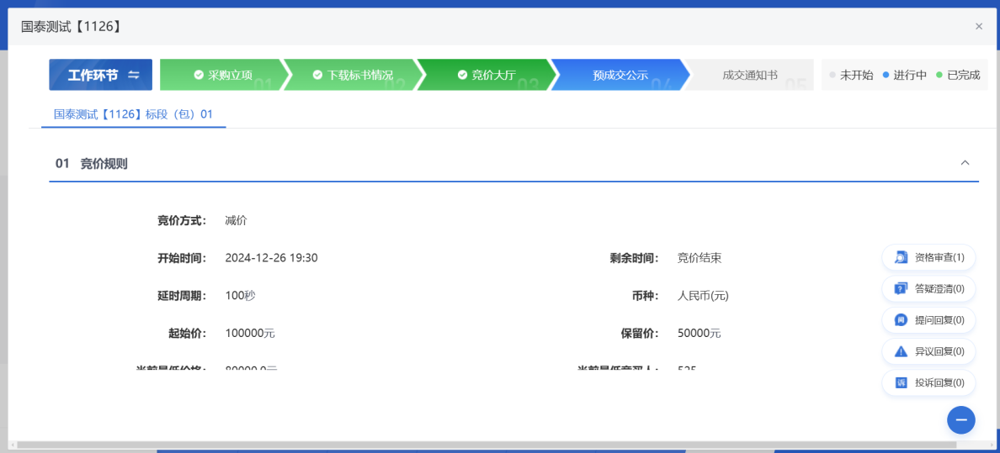 国泰测试【1126】
工作环节
采购立项 01
下载标书情况 02
竞价大厅 03
预成交公示 04
成交通知书 05
未开始 进行中 已完成
国泰测试【1126】标段（包）01
01 竞价规则
竞价方式： 减价
开始时间： 2024-12-26 19:30 剩余时间： 竞价结束
延时周期： 100秒 币种： 人民币(元)
起始价： 100000元 保留价： 50000元
当前最低价格： 80000.0元 当前最低竞买人： 525
资格审查(1)
答疑澄清(0)
提问回复(0)
异议回复(0)
投诉回复(0)